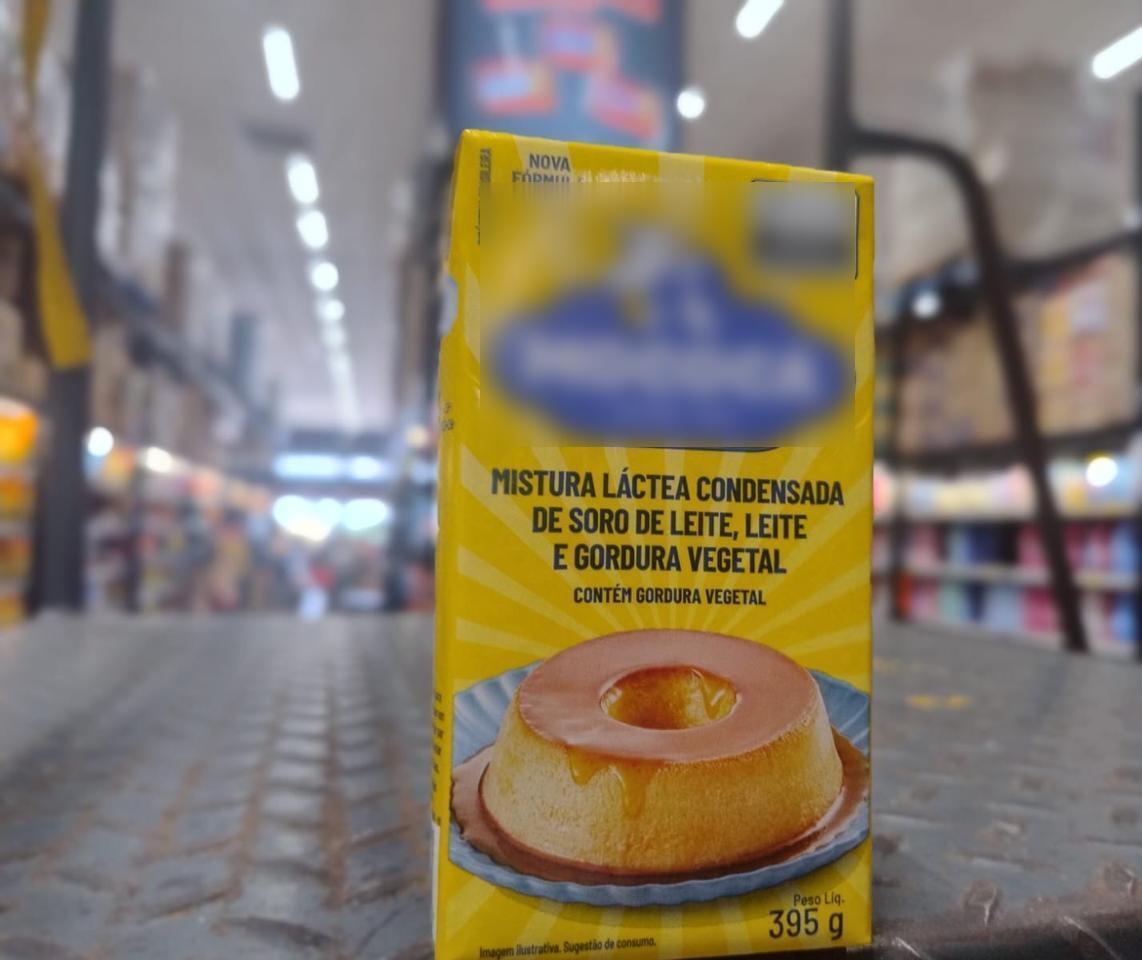 NOVA
FÓRMUL
MISTURA LÁCTEA CONDENSADA
DE SORO DE LEITE, LEITE
E GORDURA VEGETAL
CONTÉM GORDURA VEGETAL
Peso Líq.
395 g
Imagem ilustrativa. Sugestão de consumo.